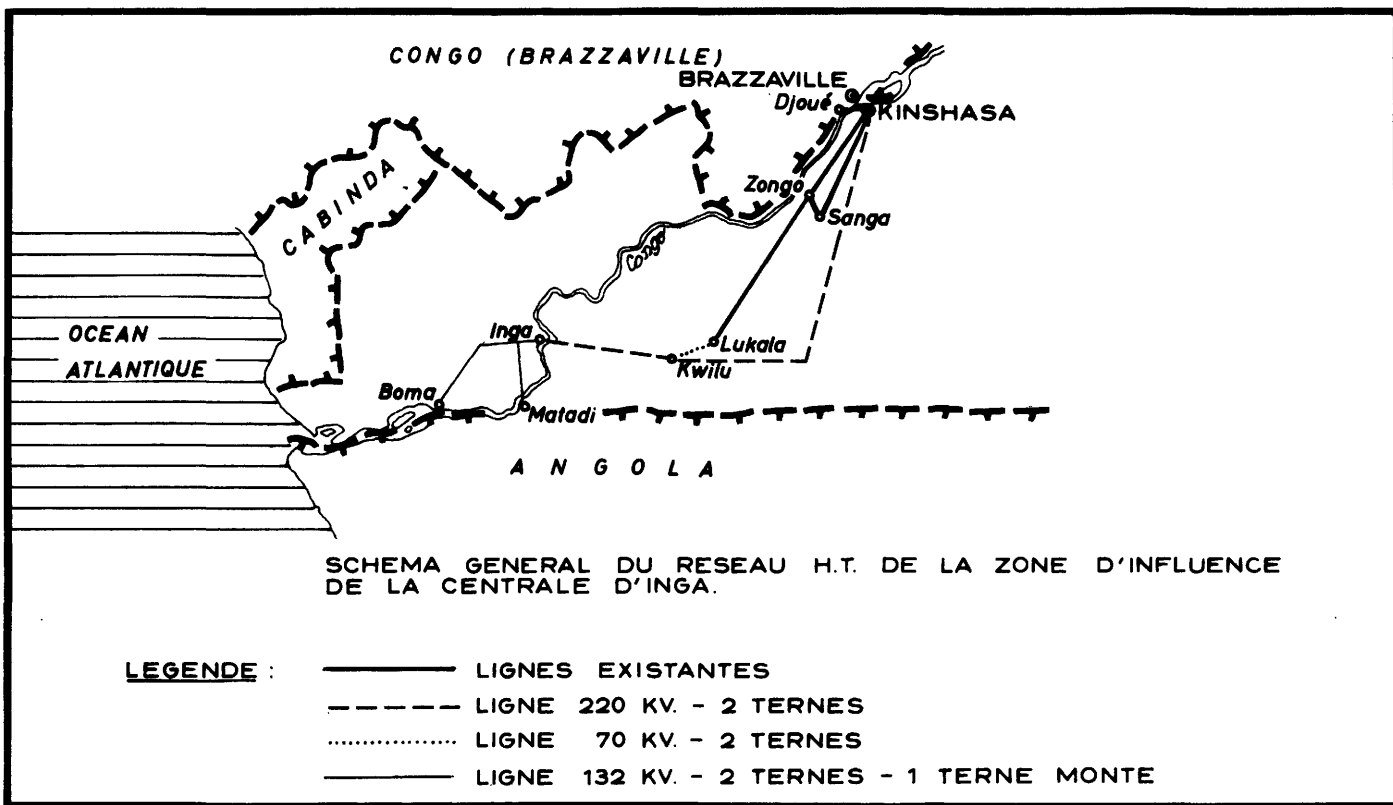 CONGO (BRAZZAVILLE)
BRAZZAVILLE
Djoué
KINSHASA
CABINDA
Zongo
Sanga
Congo
OCEAN
ATLANTIQUE
Inga
Lukala
Kwilu
Boma
Matadi
ANGOLA
SCHEMA GENERAL DU RESEAU H.T. DE LA ZONE D'INFLUENCE
DE LA CENTRALE D'INGA.
LEGENDE :
LIGNES EXISTANTES
LIGNE 220 KV. - 2 TERNES
LIGNE 70 KV. - 2 TERNES
LIGNE 132 KV. - 2 TERNES - 1 TERNE MONTE